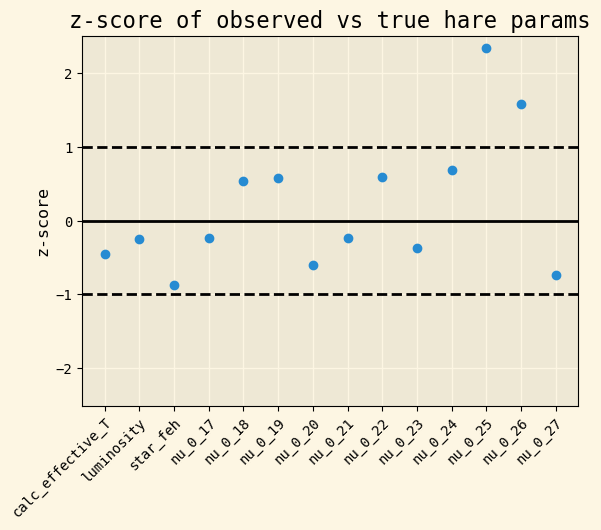 z-score of observed vs true hare params
z-score
2
1
0
−1
−2
calc_effective_T
luminosity
star_feh
nu_0_17
nu_0_18
nu_0_19
nu_0_20
nu_0_21
nu_0_22
nu_0_23
nu_0_24
nu_0_25
nu_0_26
nu_0_27